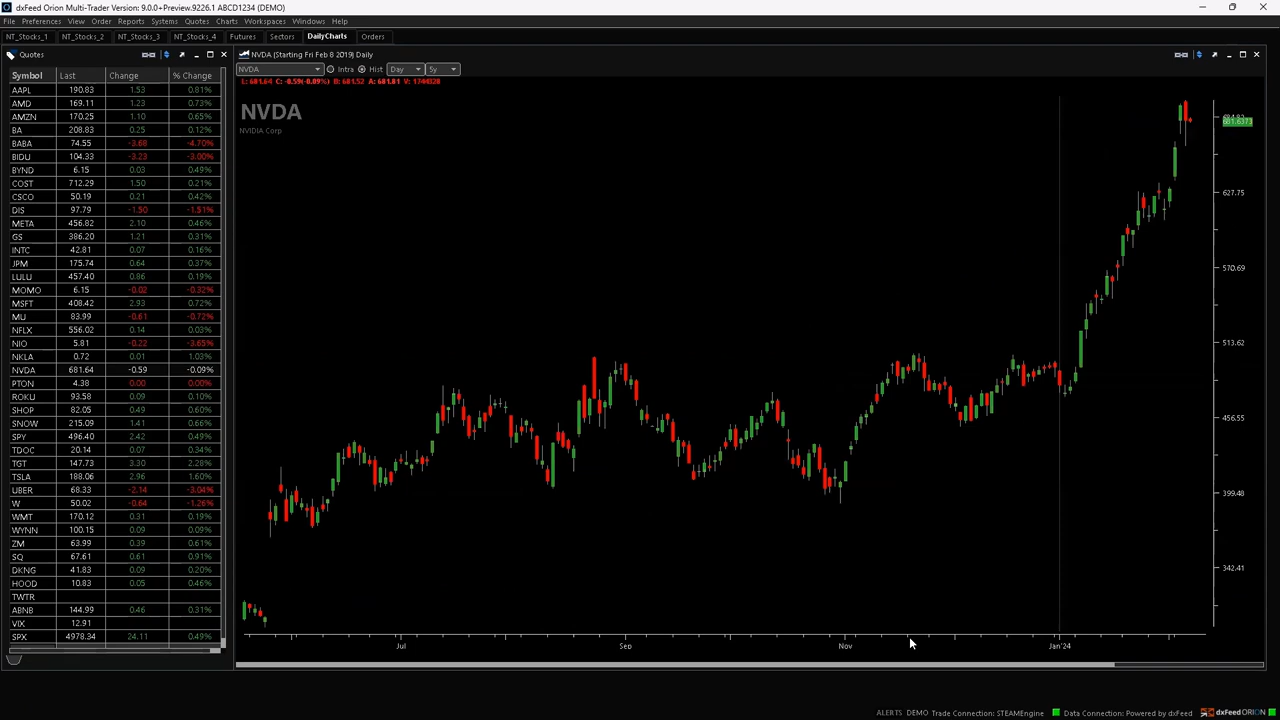 dxFeed Orion Multi-Trader Version: 9.0.0+Preview.9226.1 ABCD1234 (DEMO)
File Preferences View Order Reports Systems Quotes Charts Workspaces Windows Help
NT_Stocks_1 NT_Stocks_2 NT_Stocks_3 NT_Stocks_4 Futures Sectors DailyCharts Orders
Quotes
Symbol Last Change % Change
AAPL 190.83 1.53 0.81%
AMD 169.11 1.23 0.73%
AMZN 170.25 1.10 0.65%
BA 208.83 0.25 0.12%
BABA 74.55 -3.68 -4.70%
BIDU 104.33 -3.23 -3.00%
BYND 6.15 0.03 0.49%
COST 712.29 1.50 0.21%
CSCO 50.19 0.21 0.42%
DIS 97.79 -1.50 -1.51%
META 456.82 2.10 0.46%
GS 386.20 1.21 0.31%
INTC 42.81 0.07 0.16%
JPM 175.74 0.64 0.37%
LULU 457.40 0.86 0.19%
MOMO 6.15 -0.02 -0.32%
MSFT 408.42 2.93 0.72%
MU 83.99 -0.61 -0.72%
NFLX 556.02 0.14 0.03%
NIO 5.81 -0.22 -3.65%
NKLA 0.72 0.01 1.03%
NVDA 681.64 -0.59 -0.09%
PTON 4.38 0.00 0.00%
ROKU 93.58 0.09 0.10%
SHOP 82.05 0.49 0.60%
SNOW 215.09 1.41 0.66%
SPY 496.40 2.42 0.49%
TDOC 20.14 0.07 0.34%
TGT 147.73 3.30 2.28%
TSLA 188.06 2.96 1.60%
UBER 68.33 -2.14 -3.04%
W 50.02 -0.64 -1.26%
WMT 170.12 0.31 0.19%
WYNN 100.15 0.09 0.09%
ZM 63.99 0.39 0.61%
SQ 67.61 0.61 0.91%
DKNG 41.83 0.09 0.20%
HOOD 10.83 0.05 0.46%
TWTR
ABNB 144.99 0.46 0.31%
VIX 12.91
SPX 4978.34 24.11 0.49%
NVDA (Starting Fri Feb 8 2019) Daily
NVDA Intra Hist Day 5y
L: 681.64 C: -0.59(-0.09%) B: 681.52 A: 681.81 V: 1744328
NVDA
NVIDIA Corp
681.6373
627.75
570.69
513.62
456.55
399.48
342.41
Jul Sep Nov Jan'24
ALERTS DEMO Trade Connection: STEAMEngine Data Connection: Powered by dxFeed dxFeedORION